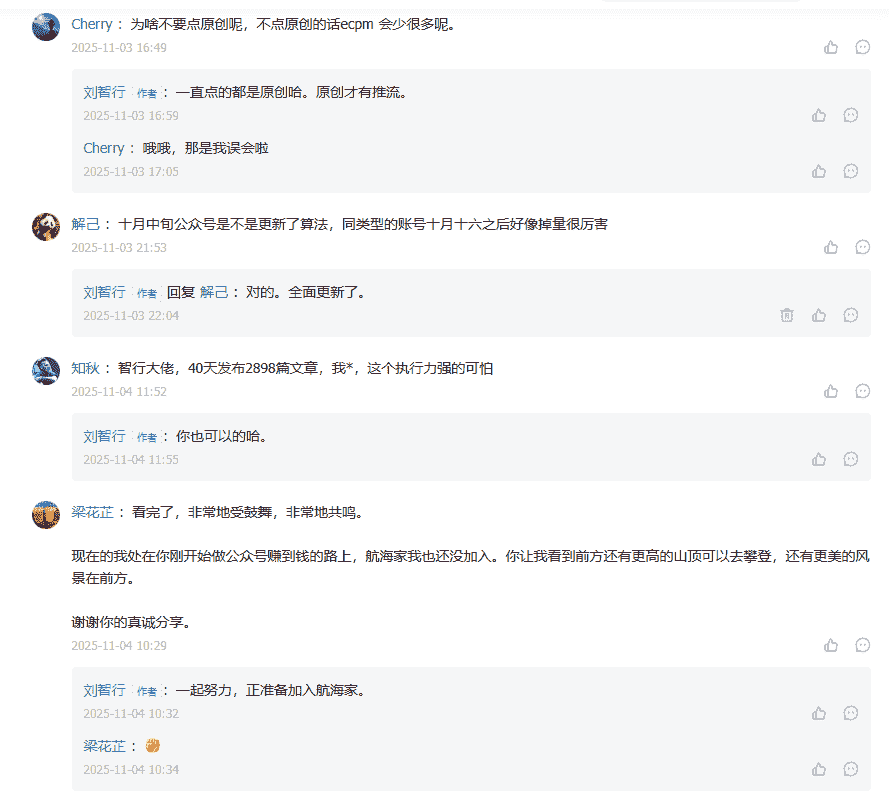 Cherry ：为啥不要点原创呢，不点原创的话ecpm 会少很多呢。
2025-11-03 16:49
刘智行 作者 ：一直点的都是原创哈。原创才有推流。
2025-11-03 16:59
Cherry ：哦哦，那是我误会啦
2025-11-03 17:05
解己 ：十月中旬公众号是不是更新了算法，同类型的账号十月十六之后好像掉量很厉害
2025-11-03 21:53
刘智行 作者 回复 解己 ：对的。全面更新了。
2025-11-03 22:04
知秋 ：智行大佬，40天发布2898篇文章，我*，这个执行力强的可怕
2025-11-04 11:52
刘智行 作者 ：你也可以的哈。
2025-11-04 11:55
梁花芷 ：看完了，非常地受鼓舞，非常地共鸣。
现在的我处在你刚开始做公众号赚到钱的路上，航海家我也还没加入。你让我看到前方还有更高的山顶可以去攀登，还有更美的风
景在前方。
谢谢你的真诚分享。
2025-11-04 10:29
刘智行 作者 ：一起努力，正准备加入航海家。
2025-11-04 10:32
梁花芷 ：
2025-11-04 10:34